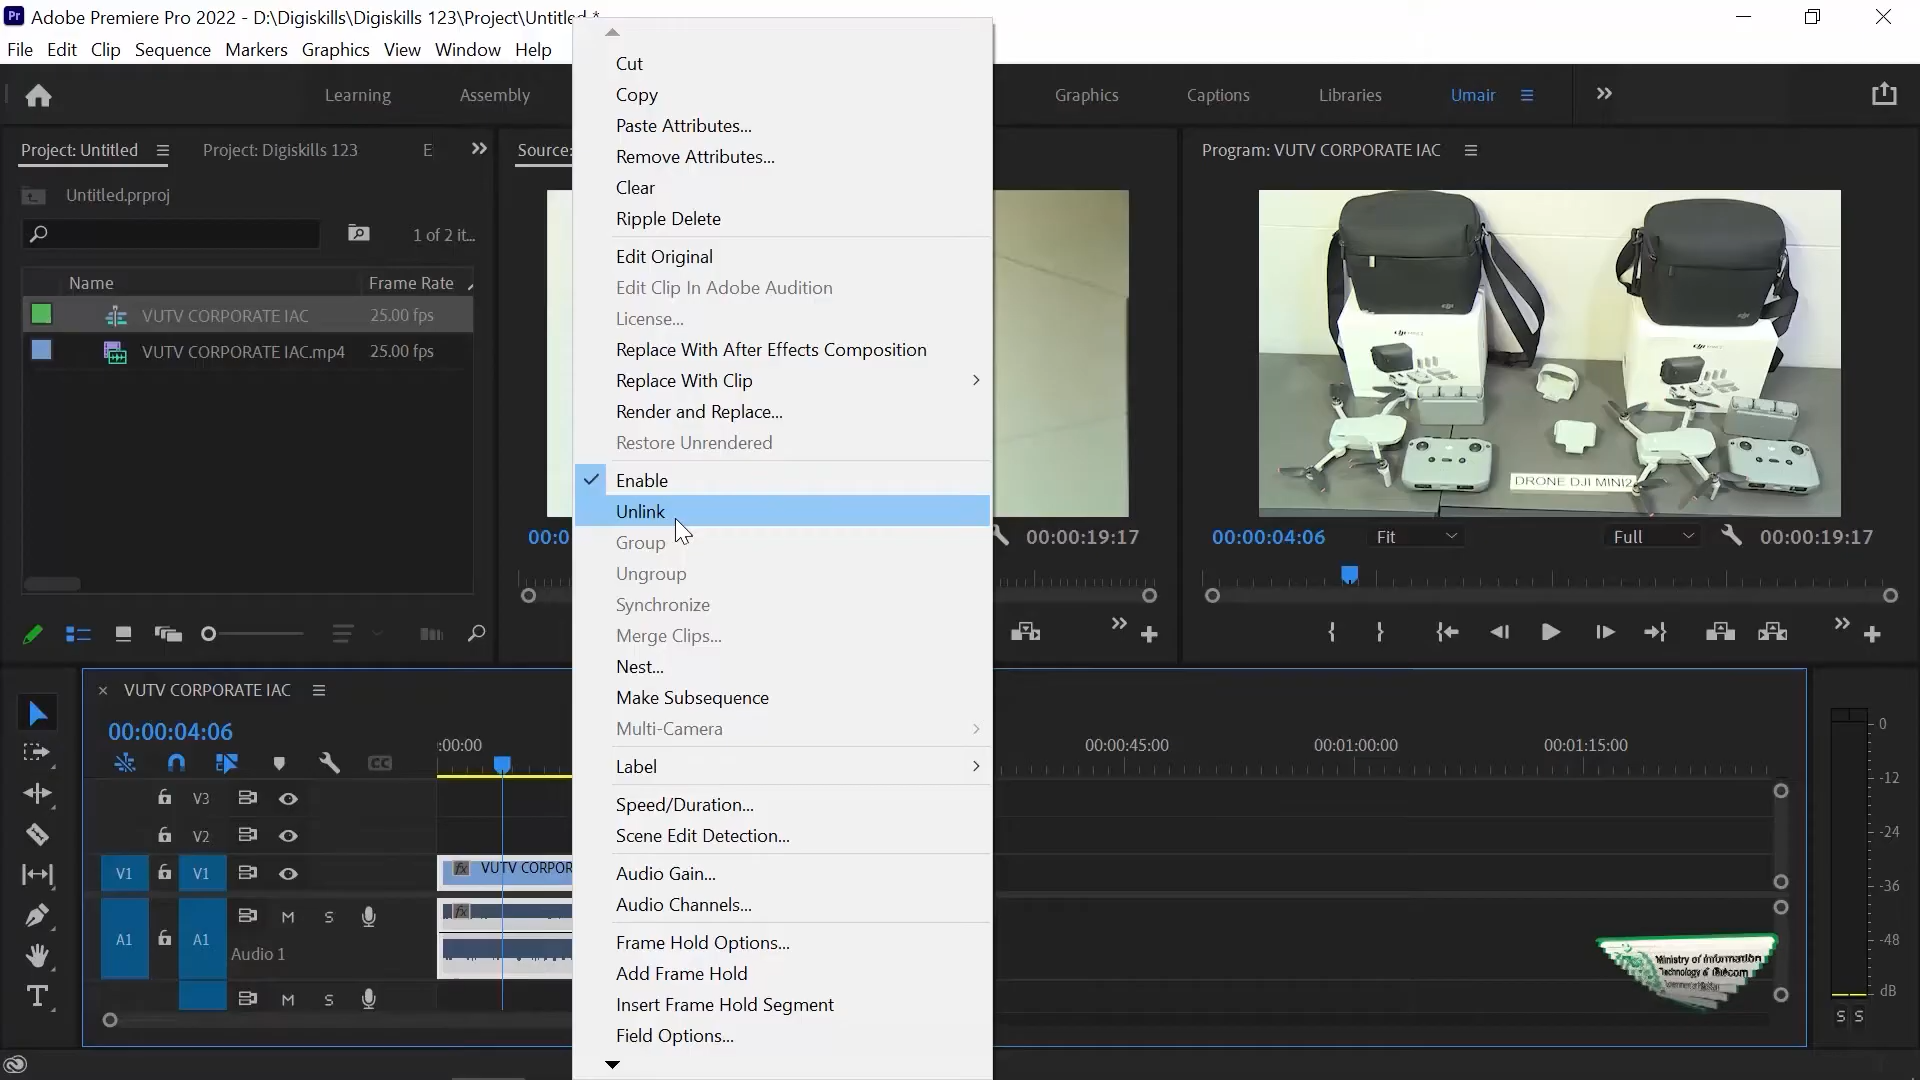 Adobe Premiere Pro 2022 - D:\Digiskills\Digiskills 123\Project\Untitled *
File Edit Clip Sequence Markers Graphics View Window Help
Learning Assembly Graphics Captions Libraries Umair
Project: Untitled Project: Digiskills 123 E
Untitled.prproj
1 of 2 it...
Name Frame Rate
VUTV CORPORATE IAC 25.00 fps
VUTV CORPORATE IAC.mp4 25.00 fps
Source:
00:0
00:00:19:17
Cut
Copy
Paste Attributes...
Remove Attributes...
Clear
Ripple Delete
Edit Original
Edit Clip In Adobe Audition
License...
Replace With After Effects Composition
Replace With Clip
Render and Replace...
Restore Unrendered
Enable
Unlink
Group
Ungroup
Synchronize
Merge Clips...
Nest...
Make Subsequence
Multi-Camera
Label
Speed/Duration...
Scene Edit Detection...
Audio Gain...
Audio Channels...
Frame Hold Options...
Add Frame Hold
Insert Frame Hold Segment
Field Options...
Program: VUTV CORPORATE IAC
DRONE DJI MINI2
00:00:04:06 Fit Full 00:00:19:17
VUTV CORPORATE IAC
00:00:04:06
:00:00 00:00:45:00 00:01:00:00 00:01:15:00
CC
V3
V2
V1 V1 fx VUTV CORPOR
A1 A1 M S fx
Audio 1
M S
Ministry of Information
Technology & Telecom
0
-12
-24
-36
-48
dB
S S